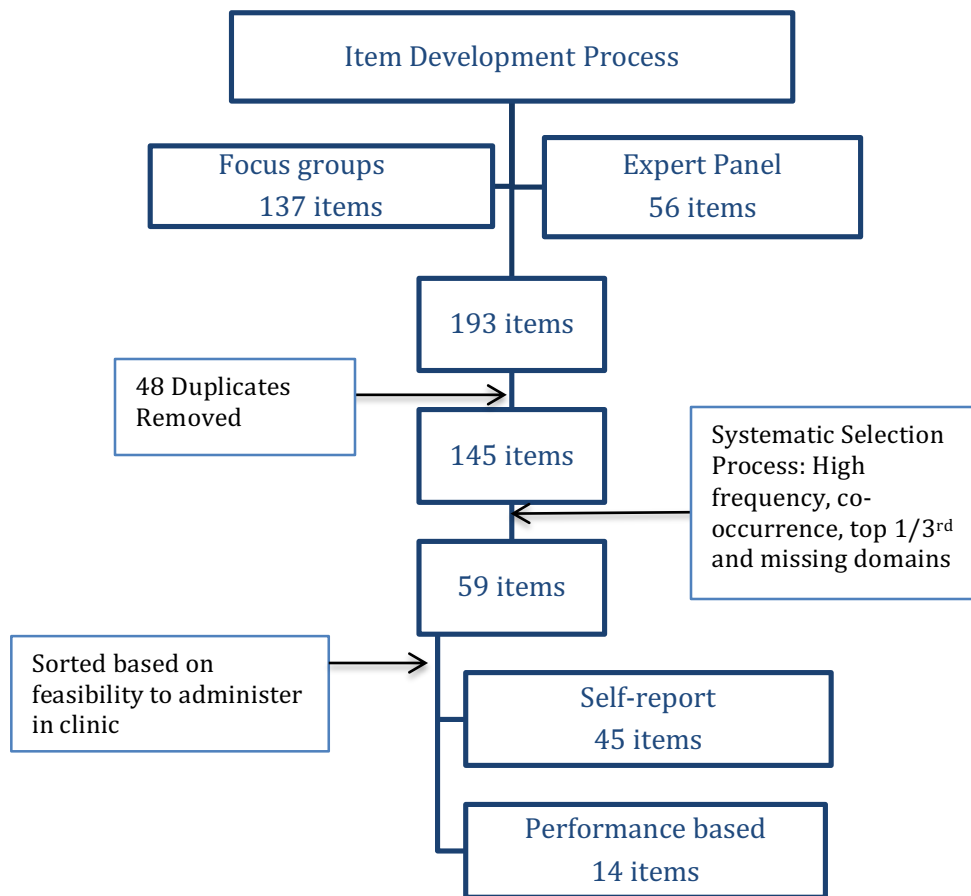 Item Development Process
Focus groups
137 items
Expert Panel
56 items
193 items
48 Duplicates
Removed
145 items
Systematic Selection
Process: High
frequency, co-
occurrence, top 1/3rd
and missing domains
59 items
Sorted based on
feasibility to administer
in clinic
Self-report
45 items
Performance based
14 items